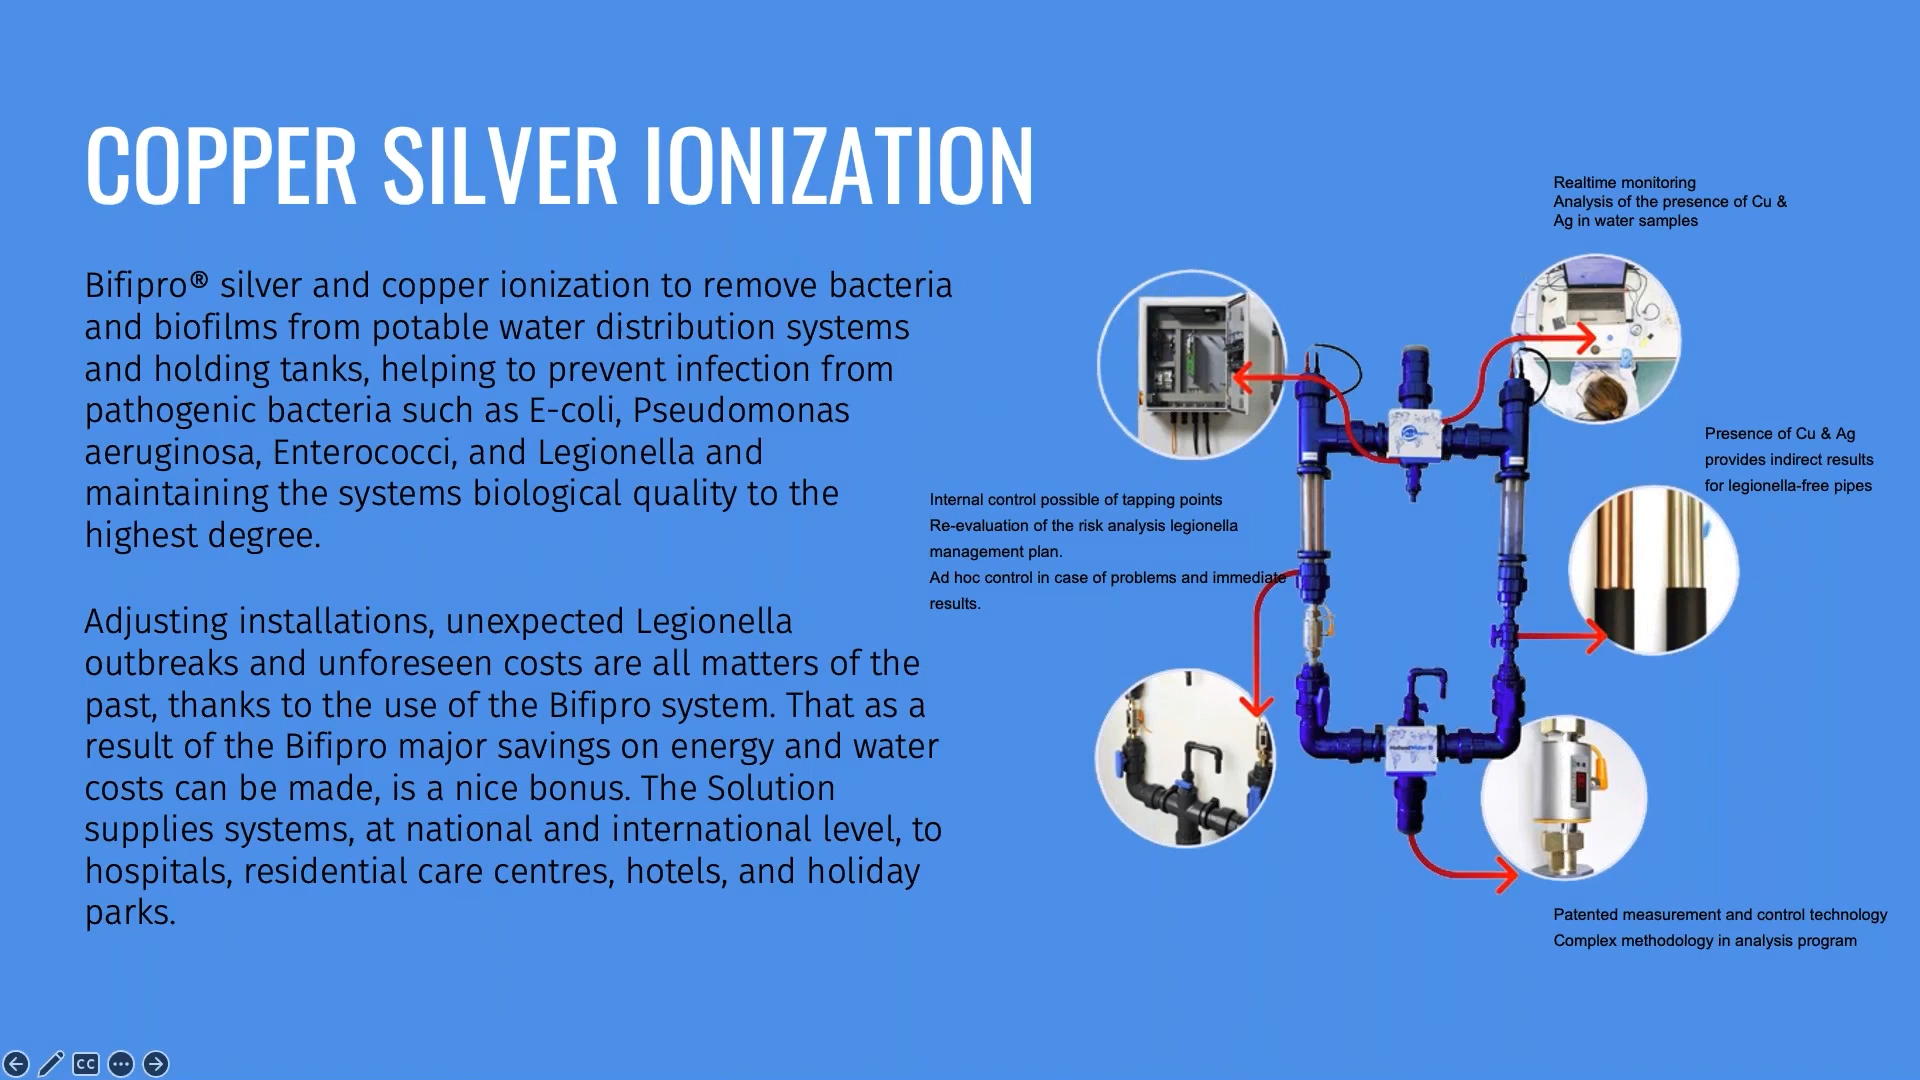 COPPER SILVER IONIZATION
Bifipro® silver and copper ionization to remove bacteria
and biofilms from potable water distribution systems
and holding tanks, helping to prevent infection from
pathogenic bacteria such as E-coli, Pseudomonas
aeruginosa, Enterococci, and Legionella and
maintaining the systems biological quality to the
highest degree.
Adjusting installations, unexpected Legionella
outbreaks and unforeseen costs are all matters of the
past, thanks to the use of the Bifipro system. That as a
result of the Bifipro major savings on energy and water
costs can be made, is a nice bonus. The Solution
supplies systems, at national and international level, to
hospitals, residential care centres, hotels, and holiday
parks.
Realtime monitoring
Analysis of the presence of Cu &
Ag in water samples
Presence of Cu & Ag
provides indirect results
for legionella-free pipes
Internal control possible of tapping points
Re-evaluation of the risk analysis legionella
management plan.
Ad hoc control in case of problems and immediate
results.
HollandWater
Patented measurement and control technology
Complex methodology in analysis program
CC